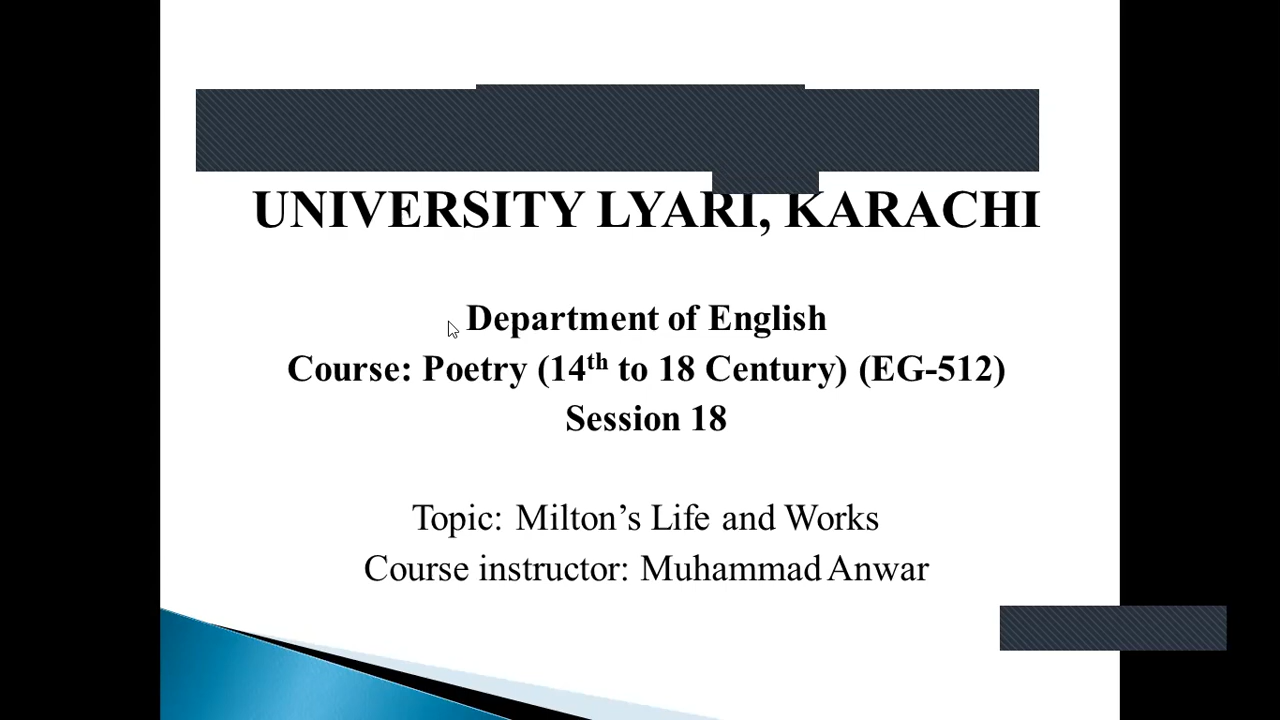 UNIVERSITY LYARI, KARACHI
Department of English
Course: Poetry (14th to 18 Century) (EG-512)
Session 18
Topic: Milton’s Life and Works
Course instructor: Muhammad Anwar